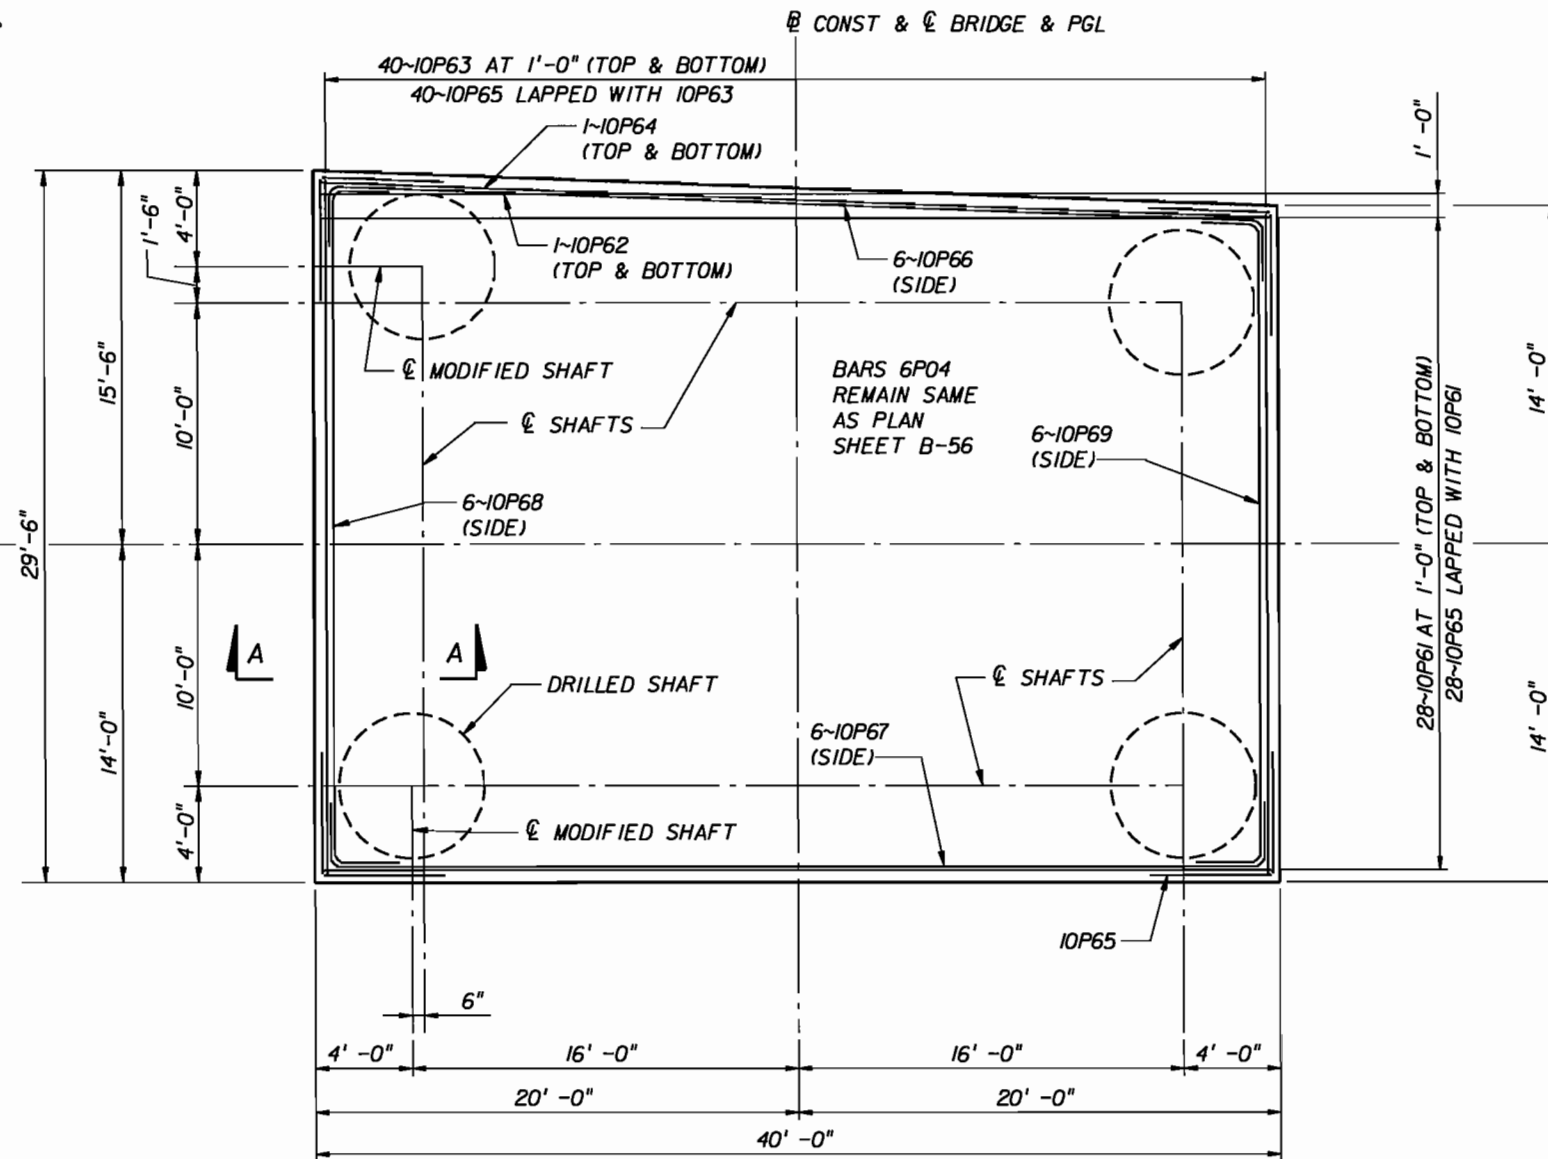 ⅊ CONST & ℄ BRIDGE & PGL
40~10P63 AT 1'-0" (TOP & BOTTOM)
40~10P65 LAPPED WITH 10P63
1~10P64
(TOP & BOTTOM)
1' -0"
4'-0"
1'-6"
1~10P62
(TOP & BOTTOM)
6~10P66
(SIDE)
℄ MODIFIED SHAFT
15'-6"
10'-0"
℄ SHAFTS
BARS 6P04
REMAIN SAME
AS PLAN
SHEET B-56
6~10P69
(SIDE)
14' -0"
28~10P61 AT 1'-0" (TOP & BOTTOM)
28~10P65 LAPPED WITH 10P61
6~10P68
(SIDE)
29'-6"
A
A
10'-0"
DRILLED SHAFT
℄ SHAFTS
14'-0"
14' -0"
6~10P67
(SIDE)
4'-0"
℄ MODIFIED SHAFT
10P65
6"
4' -0"
16' -0"
16' -0"
4' -0"
20' -0"
20' -0"
40' -0"